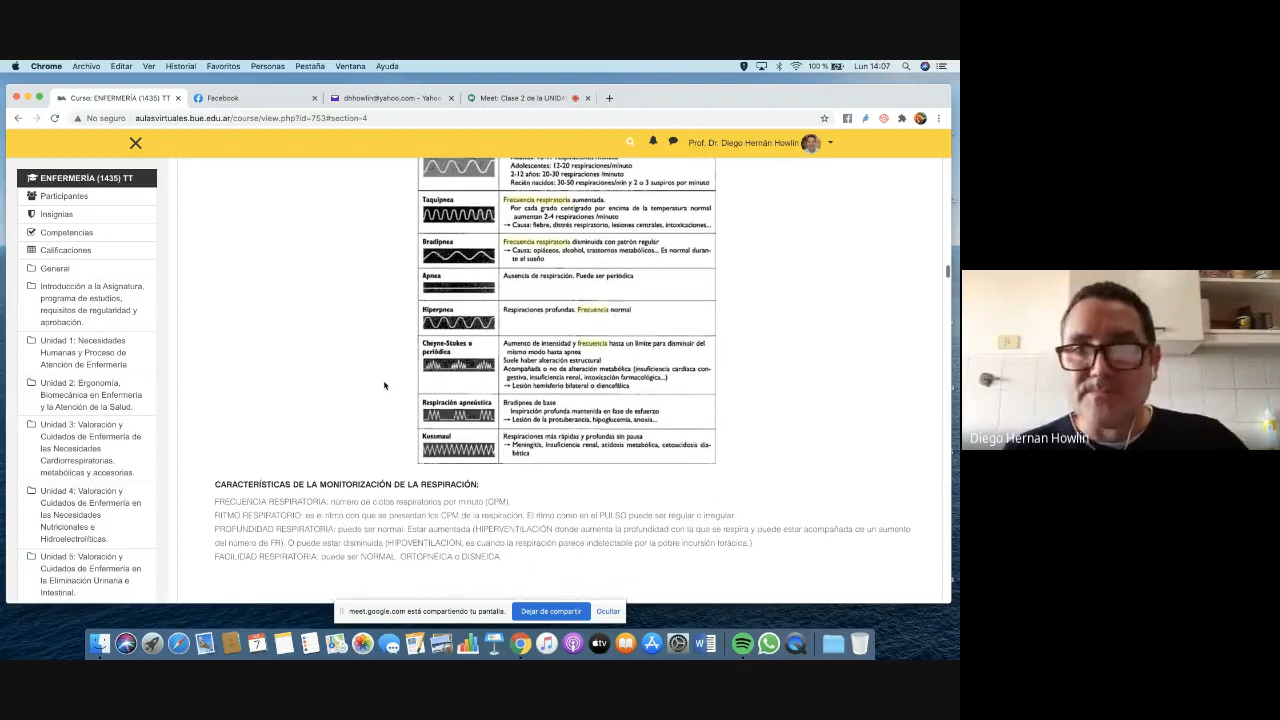 Chrome Archivo Editar Ver Historial Favoritos Personas Pestaña Ventana Ayuda
100 % Lun 14:07
Curso: ENFERMERÍA (1435) TT
Facebook
dhhowlin@yahoo.com - Yahoo
Meet: Clase 2 de la UNIDA
No seguro aulasvirtuales.bue.edu.ar/course/view.php?id=753#section-4
Prof. Dr. Diego Hernán Howlin
ENFERMERÍA (1435) TT
Participantes
Insignias
Competencias
Calificaciones
General
Introducción a la Asignatura,
programa de estudios,
requisitos de regularidad y
aprobación.
Unidad 1: Necesidades
Humanas y Proceso de
Atención de Enfermería
Unidad 2: Ergonomía,
Biomecánica en Enfermería
y la Atención de la Salud.
Unidad 3: Valoración y
Cuidados de Enfermería de
las Necesidades
Cardiorrespiratorias,
metabólicas y accesorias.
Unidad 4: Valoración y
Cuidados de Enfermería en
las Necesidades
Nutricionales e
Hidroelectrolíticas.
Unidad 5: Valoración y
Cuidados de Enfermería en
la Eliminación Urinaria e
Intestinal.
Adolescentes: 12-20 respiraciones/minuto
2-12 años: 20-30 respiraciones/minuto
Recién nacidos: 30-50 respiraciones/min y 2 o 3 suspiros por minuto
Taquipnea
Frecuencia respiratoria aumentada.
Por cada grado centígrado por encima de la temperatura normal
aumentan 2-4 respiraciones /minuto
→ Causa: fiebre, distrés respiratorio, lesiones centrales, intoxicaciones...
Bradipnea
Frecuencia respiratoria disminuida con patrón regular
→ Causa: opiáceos, alcohol, trastornos metabólicos... Es normal duran-
te el sueño
Apnea
Ausencia de respiración. Puede ser periódica
Hiperpnea
Respiraciones profundas. Frecuencia normal
Cheyne-Stokes o
periódica
Aumento de intensidad y frecuencia hasta un límite para disminuir del
mismo modo hasta apnea
Suele haber alteración estructural
Acompañada o no de alteración metabólica (insuficiencia cardíaca con-
gestiva, insuficiencia renal, intoxicación farmacológica...)
→ Lesión hemisferio bilateral o diencefálica
Respiración apnéustica
Bradipnea de base
Inspiración profunda mantenida en fase de esfuerzo
→ Lesión de la protuberancia, hipoglucemia, anoxia...
Kussmaul
Respiraciones más rápidas y profundas sin pausa
→ Meningitis, insuficiencia renal, acidosis metabólica, cetoacidosis dia-
bética
CARACTERÍSTICAS DE LA MONITORIZACIÓN DE LA RESPIRACIÓN:
FRECUENCIA RESPIRATORIA: número de ciclos respiratorios por minuto (CPM).
RITMO RESPIRATORIO: es el ritmo con que se presentan los CPM de la respiración. El ritmo como en el PULSO puede ser regular o irregular.
PROFUNDIDAD RESPIRATORIA: puede ser normal. Estar aumentada (HIPERVENTILACIÓN donde aumenta la profundidad con la que se respira y puede estar acompañada de un aumento
del número de FR). O puede estar disminuida (HIPOVENTILACIÓN, es cuando la respiración parece indetectable por la pobre incursión torácica.)
FACILIDAD RESPIRATORIA: puede ser NORMAL, ORTOPNÉICA o DISNEICA.
meet.google.com está compartiendo tu pantalla. Dejar de compartir Ocultar
Diego Hernan Howlin